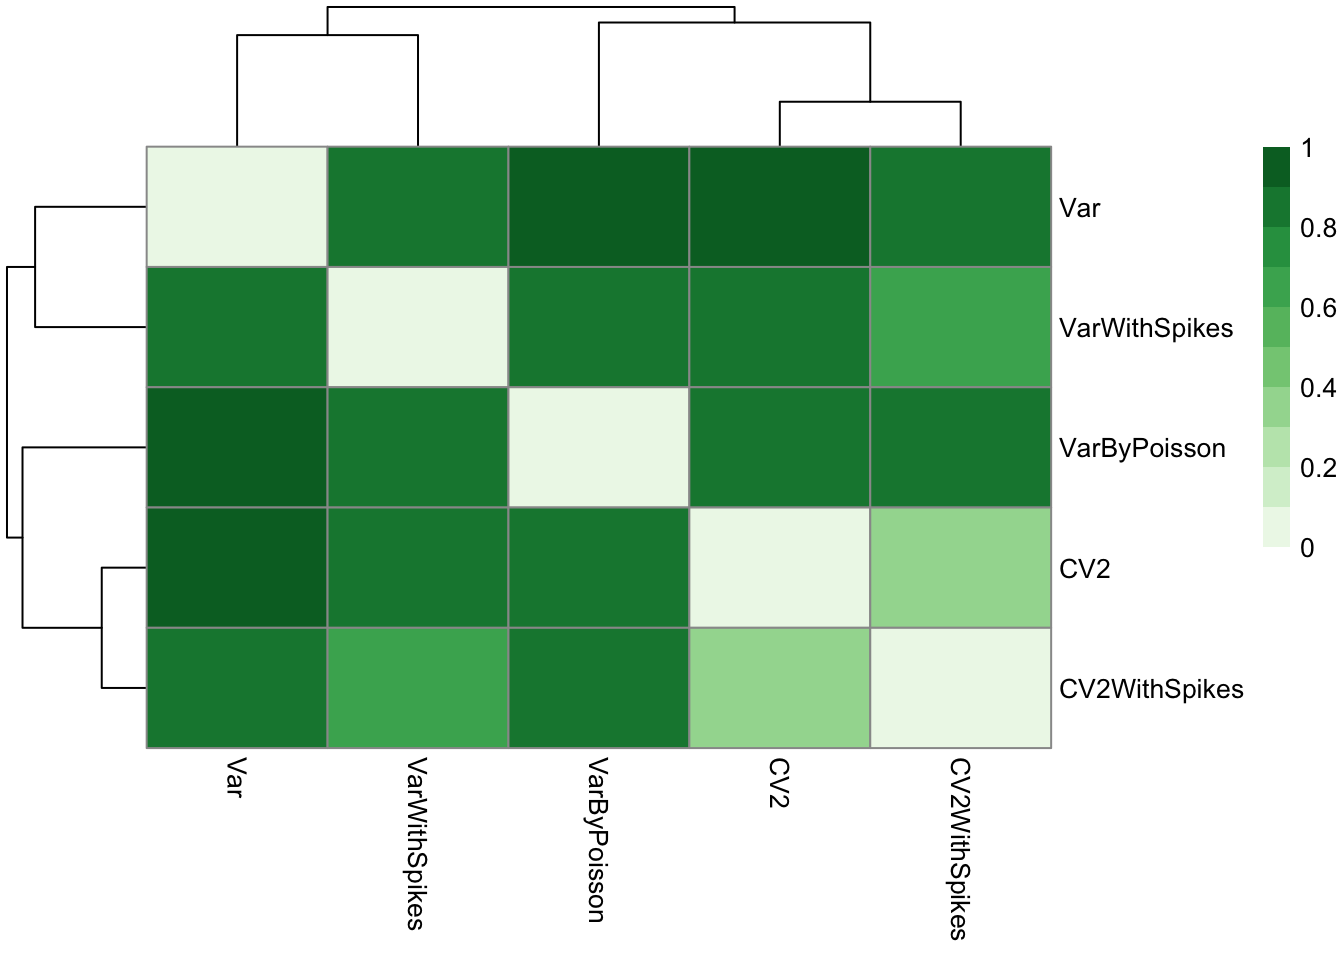 1
Var
0.8
0.6
VarWithSpikes
0.4
VarByPoisson
0.2
0
CV2
CV2WithSpikes
Var
VarWithSpikes
VarByPoisson
CV2
CV2WithSpikes